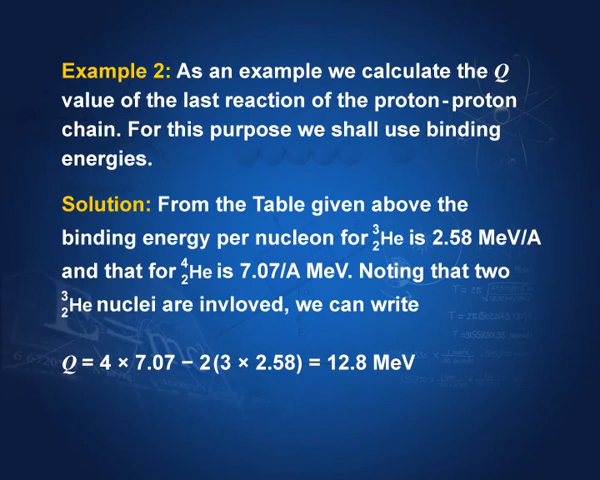 Example 2: As an example we calculate the Q
value of the last reaction of the proton-proton
chain. For this purpose we shall use binding
energies.
Solution: From the Table given above the
binding energy per nucleon for ³₂He is 2.58 MeV/A
and that for ⁴₂He is 7.07/A MeV. Noting that two
³₂He nuclei are invloved, we can write
Q = 4 × 7.07 − 2(3 × 2.58) = 12.8 MeV